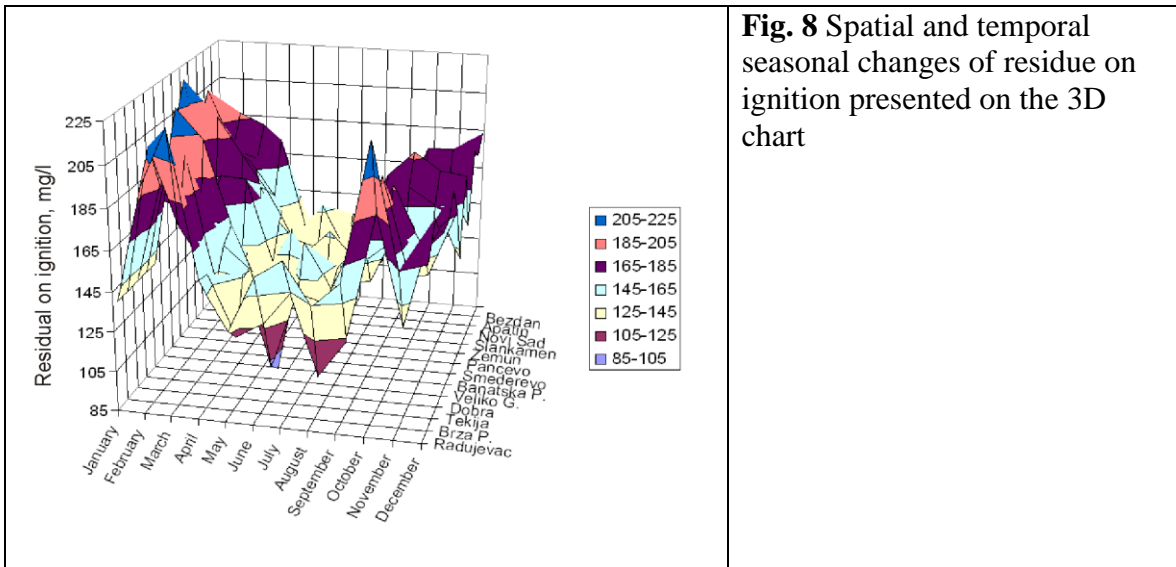 225
205
185
165
145
125
105
85
Residual on ignition, mg/l
January
February
March
April
May
June
July
August
September
October
November
December
Bezdan
Apatin
Novi Sad
Slankamen
Zemun
Pancevo
Smederevo
Banatska P.
Veliko G.
Dobra
Tekija
Brza P.
Radujevac
205-225
185-205
165-185
145-165
125-145
105-125
85-105
Fig. 8 Spatial and temporal
seasonal changes of residue on
ignition presented on the 3D
chart